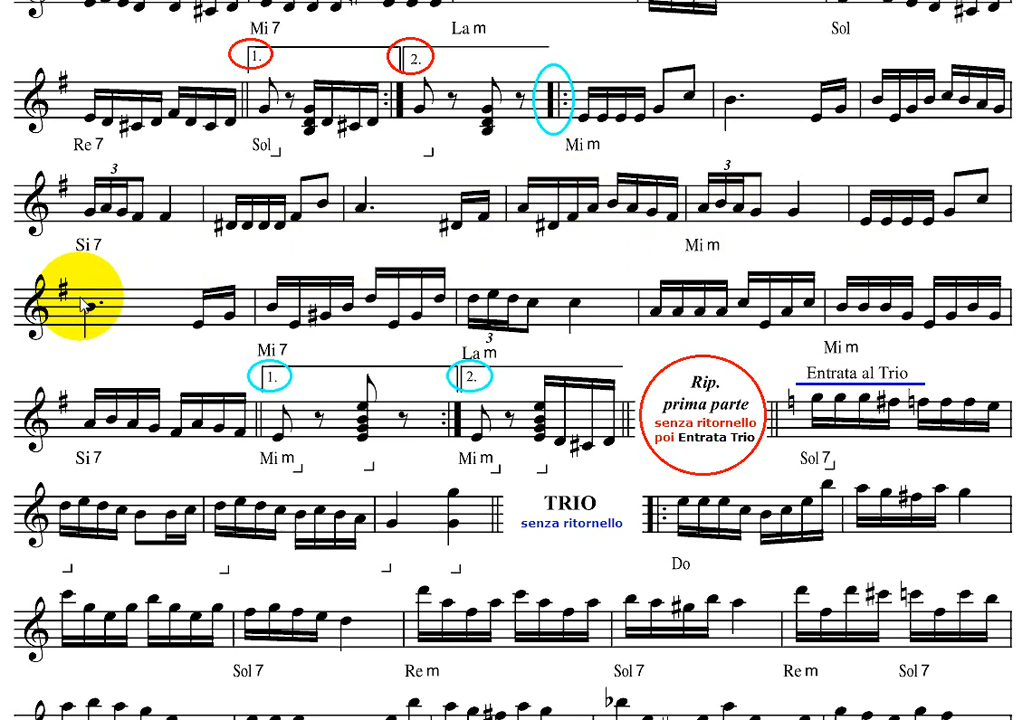 Mi 7 La m Sol
1. 2.
Re 7 Sol Mi m
3 3
Si 7 Mi m
3
Mi 7 La m Mi m
1. 2. Rip. Entrata al Trio
prima parte
senza ritornello
poi Entrata Trio
Si 7 Mi m Mi m Sol 7
TRIO
senza ritornello
Do
Sol 7 Re m Sol 7 Re m Sol 7